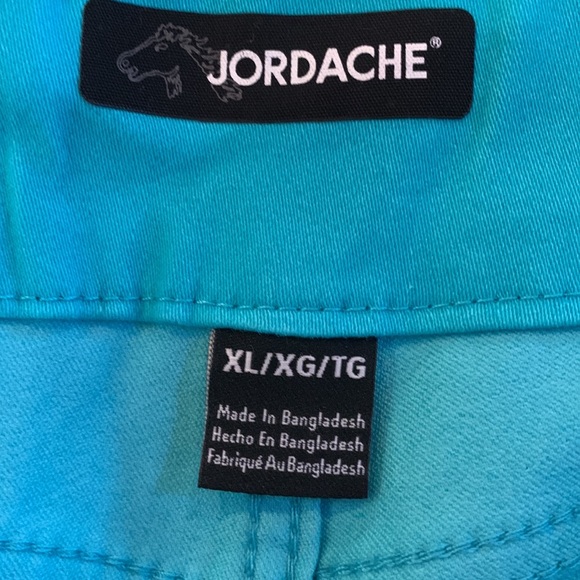 JORDACHE®
XL/XG/TG
Made In Bangladesh
Hecho En Bangladesh
Fabriqué Au Bangladesh